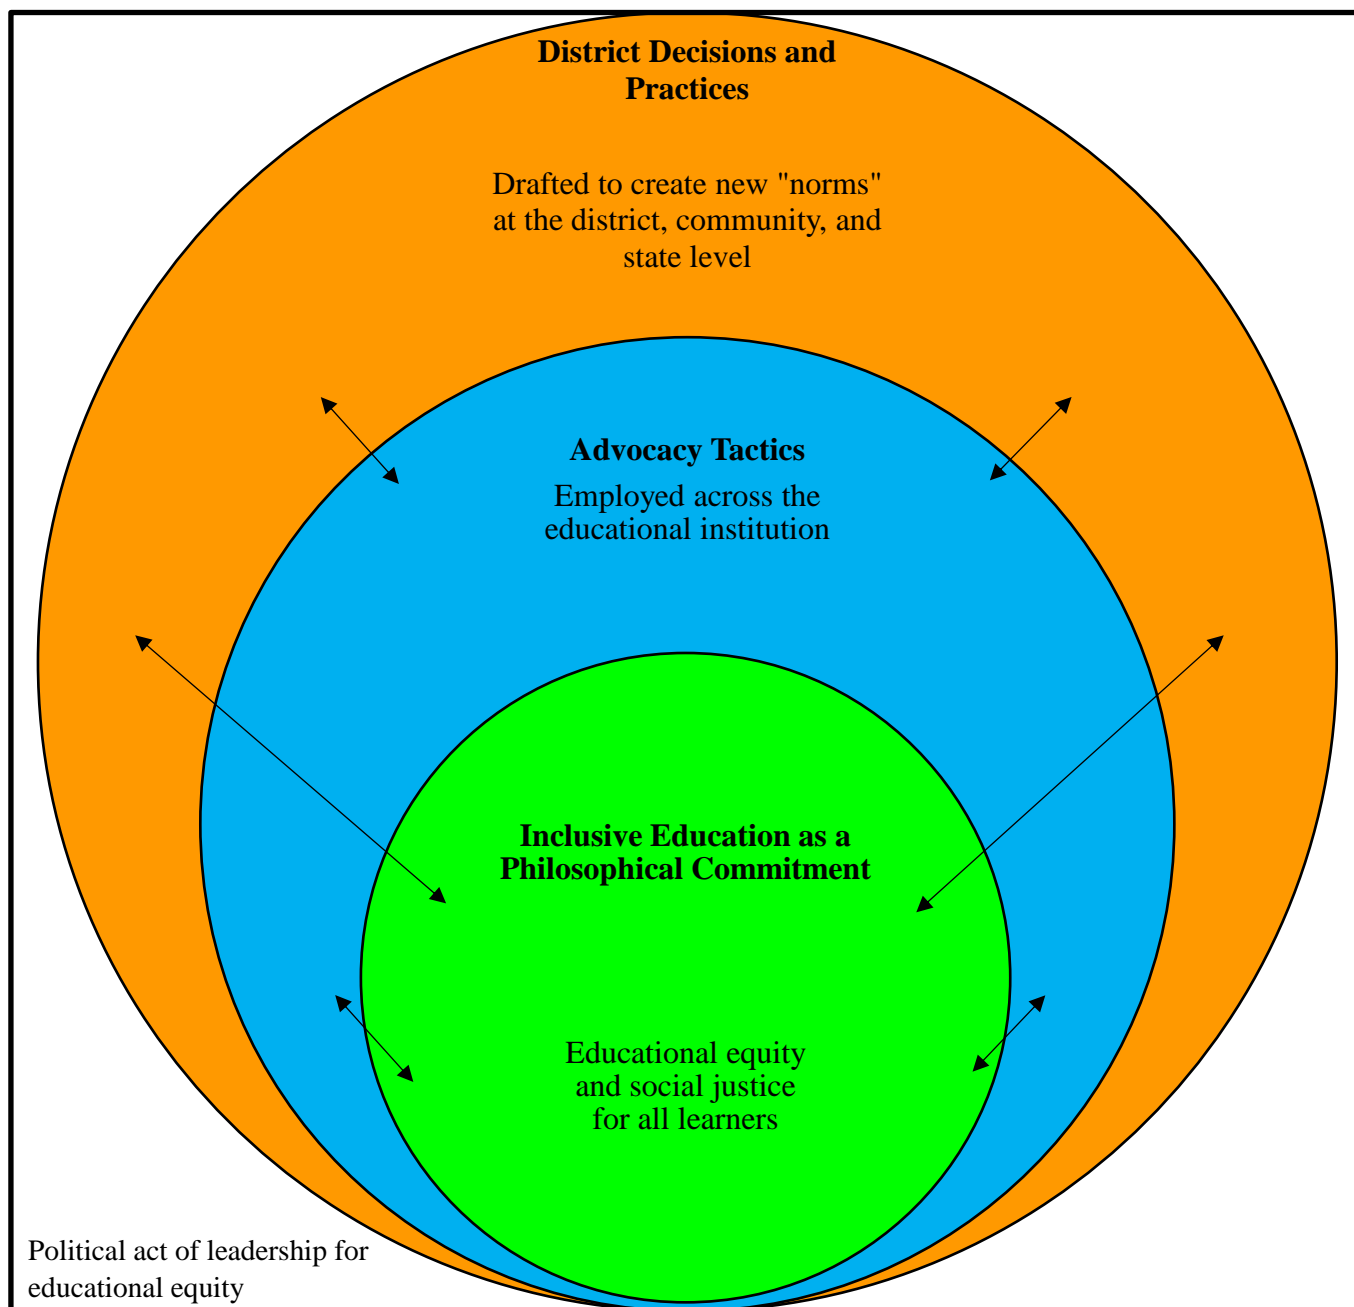 District Decisions and
Practices
Drafted to create new "norms"
at the district, community, and
state level
Advocacy Tactics
Employed across the
educational institution
Inclusive Education as a
Philosophical Commitment
Educational equity
and social justice
for all learners
Political act of leadership for
educational equity